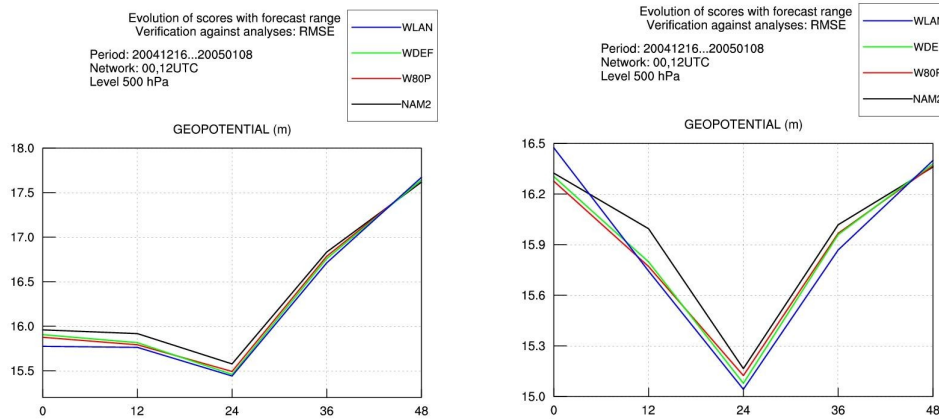 Evolution of scores with forecast range
Verification against analyses: RMSE
Period: 20041216...20050108
Network: 00,12UTC
Level 500 hPa
WLAN
WDEF
W80P
NAM2
GEOPOTENTIAL (m)
18.0
17.5
17.0
16.5
16.0
15.5
0
12
24
36
48
Evolution of scores with forecast range
Verification against analyses: RMSE
Period: 20041216...20050108
Network: 00,12UTC
Level 500 hPa
WLAN
WDE
W80P
NAM2
GEOPOTENTIAL (m)
16.5
16.2
15.9
15.6
15.3
15.0
0
12
24
36
48